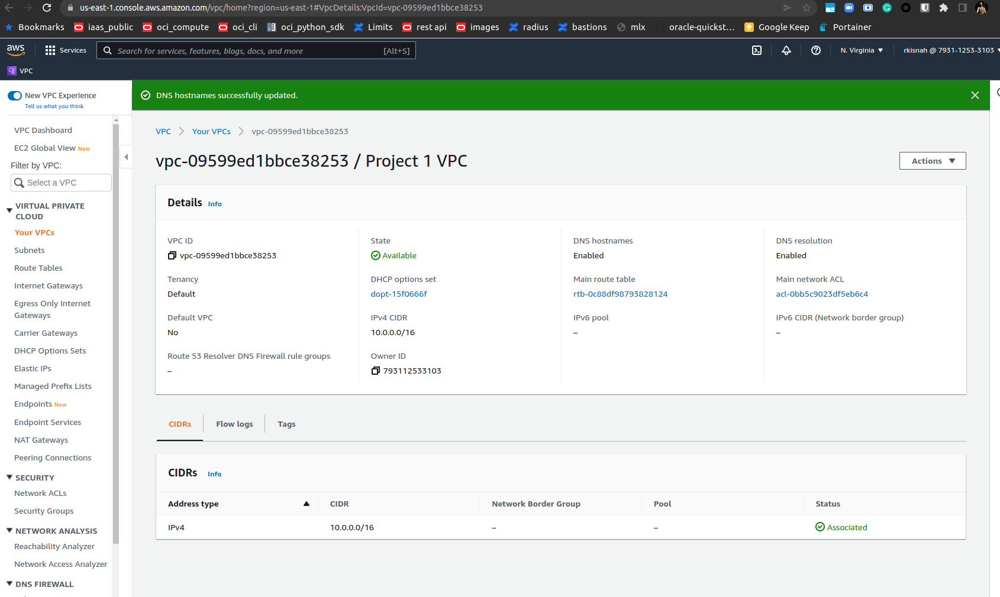 us-east-1.console.aws.amazon.com/vpc/home?region=us-east-1#VpcDetails:VpcId=vpc-09599ed1bbce38253
Bookmarks iaas_public oci_compute oci_cli oci_python_sdk Limits rest api images radius bastions mlx oracle-quickst... Google Keep Portainer
aws Services Search for services, features, blogs, docs, and more [Alt+S] N. Virginia rkisnah @ 7931-1253-3103
VPC
New VPC Experience
Tell us what you think
VPC Dashboard
EC2 Global View New
Filter by VPC:
Select a VPC
VIRTUAL PRIVATE
CLOUD
Your VPCs
Subnets
Route Tables
Internet Gateways
Egress Only Internet
Gateways
Carrier Gateways
DHCP Options Sets
Elastic IPs
Managed Prefix Lists
Endpoints New
Endpoint Services
NAT Gateways
Peering Connections
SECURITY
Network ACLs
Security Groups
NETWORK ANALYSIS
Reachability Analyzer
Network Access Analyzer
DNS FIREWALL
DNS hostnames successfully updated.
VPC Your VPCs vpc-09599ed1bbce38253
vpc-09599ed1bbce38253 / Project 1 VPC
Actions
Details Info
VPC ID
vpc-09599ed1bbce38253
State
Available
DNS hostnames
Enabled
DNS resolution
Enabled
Tenancy
Default
DHCP options set
dopt-15f0666f
Main route table
rtb-0c88df98793828124
Main network ACL
acl-0bb5c9023df5eb6c4
Default VPC
No
IPv4 CIDR
10.0.0.0/16
IPv6 pool
–
IPv6 CIDR (Network border group)
–
Route 53 Resolver DNS Firewall rule groups
–
Owner ID
793112533103
CIDRs Flow logs Tags
CIDRs Info
Address type CIDR Network Border Group Pool Status
IPv4 10.0.0.0/16 – – Associated